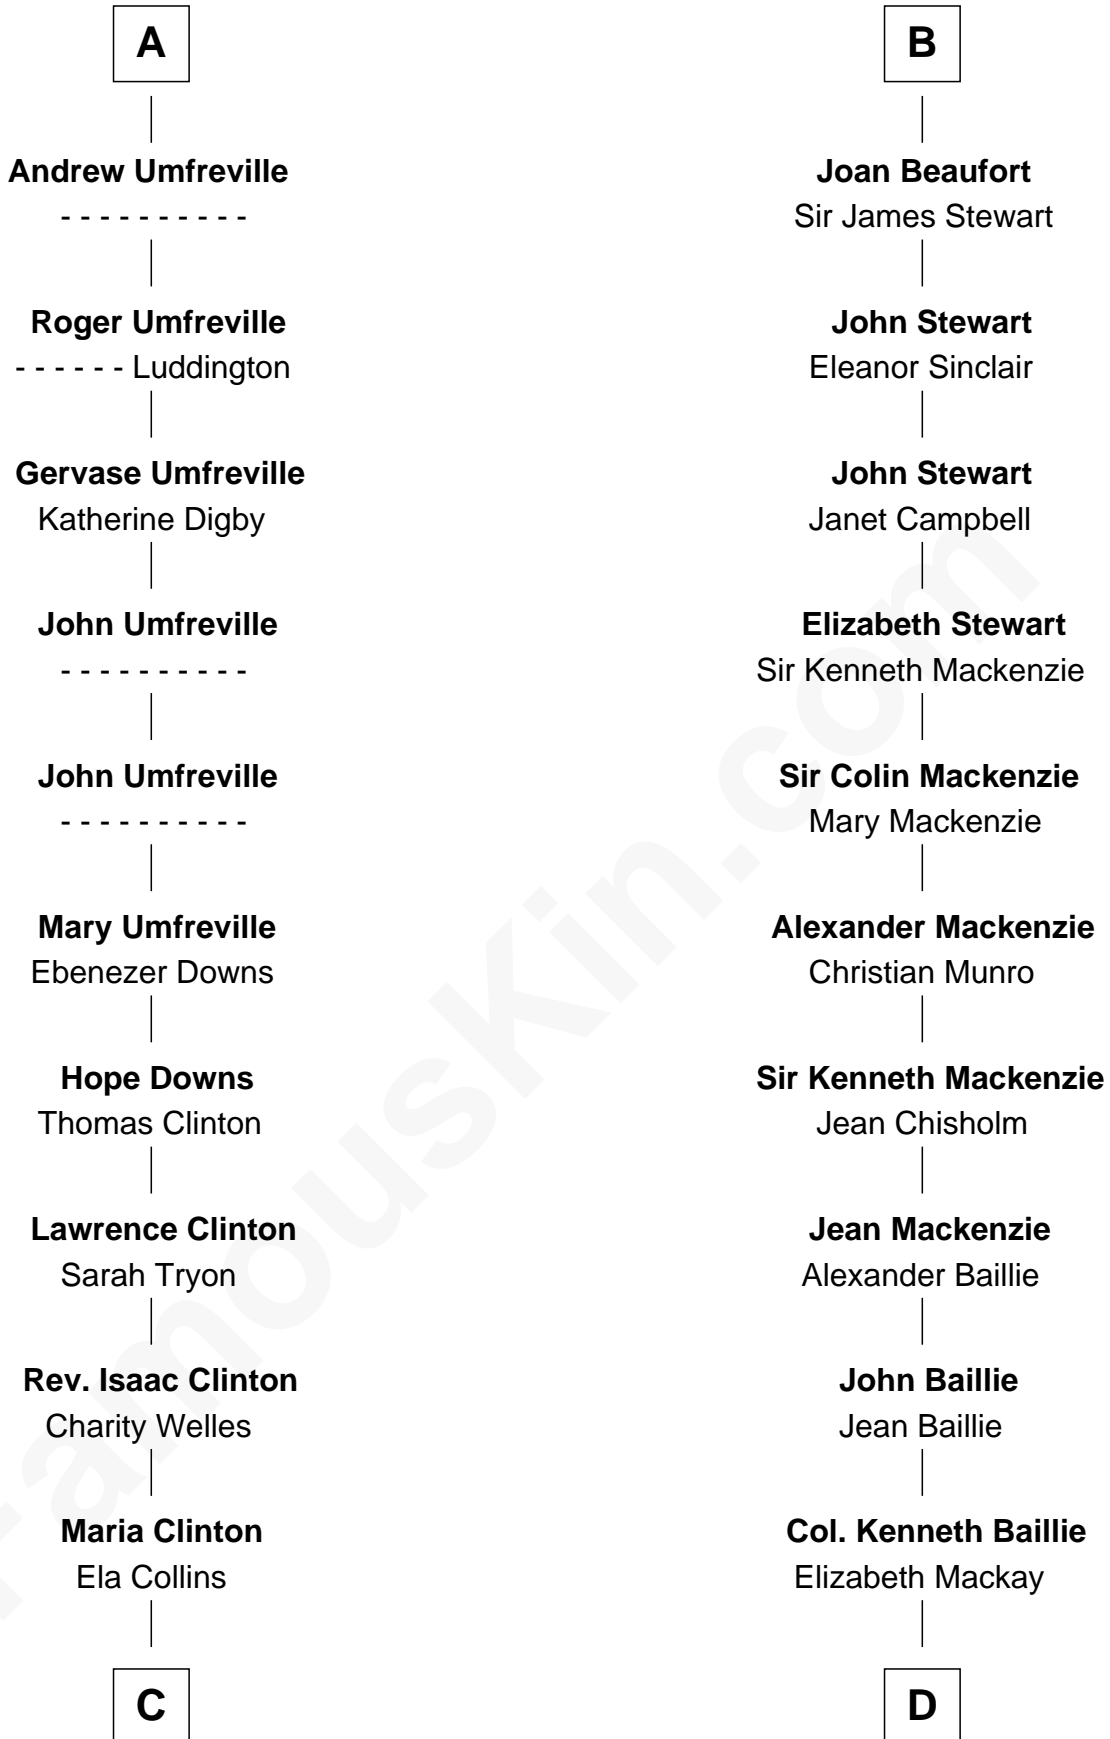 A
Andrew Umfreville
- - - - - - - - - -
Roger Umfreville
- - - - - - Luddington
Gervase Umfreville
Katherine Digby
John Umfreville
- - - - - - - - - -
John Umfreville
- - - - - - - - - -
Mary Umfreville
Ebenezer Downs
Hope Downs
Thomas Clinton
Lawrence Clinton
Sarah Tryon
Rev. Isaac Clinton
Charity Welles
Maria Clinton
Ela Collins
C
B
Joan Beaufort
Sir James Stewart
John Stewart
Eleanor Sinclair
John Stewart
Janet Campbell
Elizabeth Stewart
Sir Kenneth Mackenzie
Sir Colin Mackenzie
Mary Mackenzie
Alexander Mackenzie
Christian Munro
Sir Kenneth Mackenzie
Jean Chisholm
Jean Mackenzie
Alexander Baillie
John Baillie
Jean Baillie
Col. Kenneth Baillie
Elizabeth Mackay
D
FamousKin.com